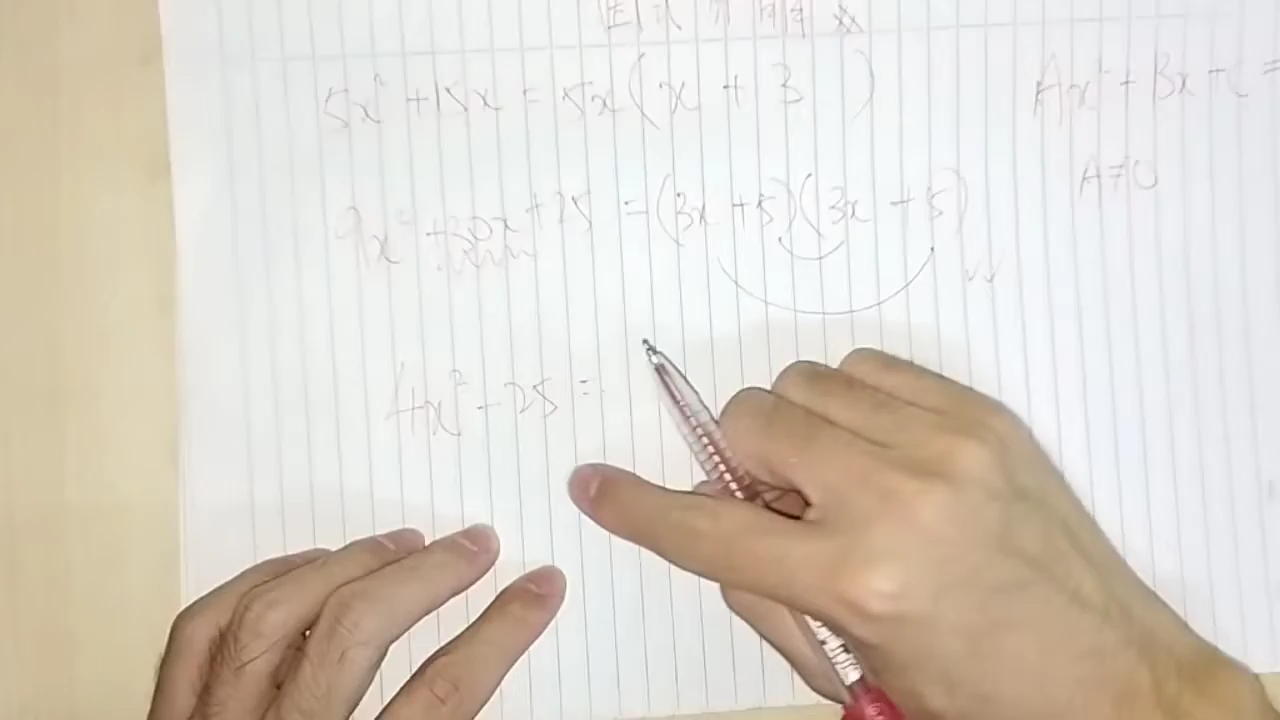 5x² + 15x = 5x(x + 3 )
Ax² + Bx + C =
A≠0
9x² + 30x + 25 = (3x + 5)(3x + 5)
4x² - 25 =